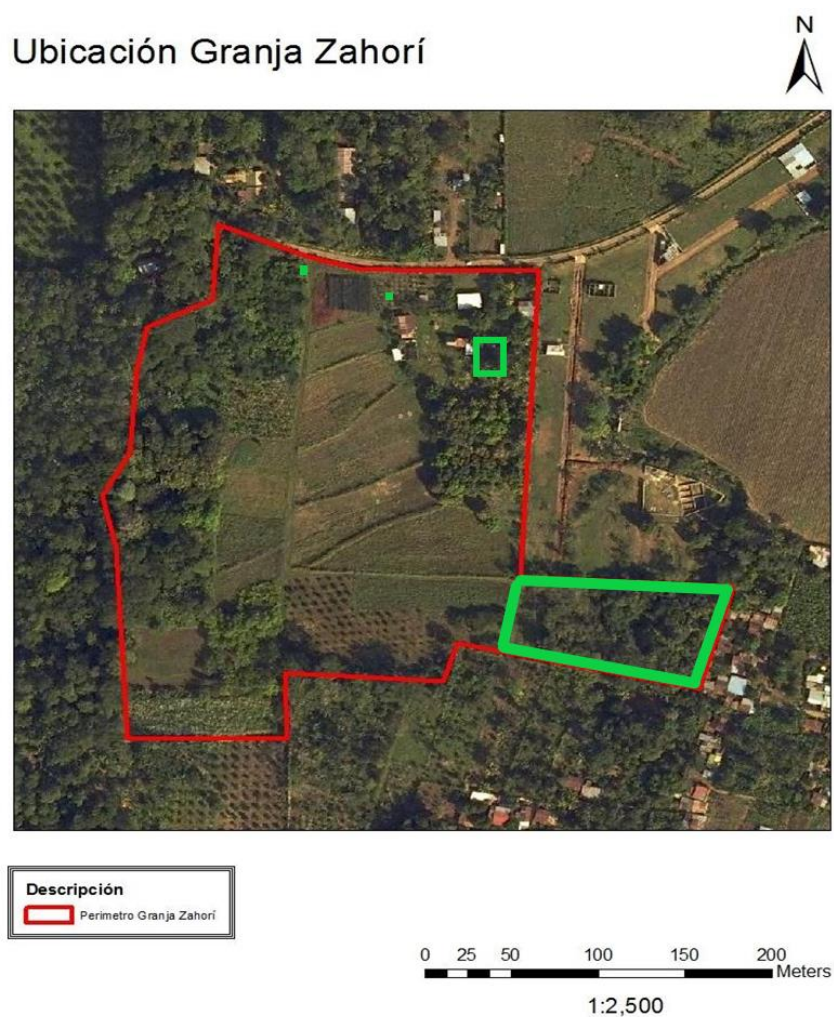 Ubicación Granja Zahorí
N
Descripción
Perimetro Granja Zahorí
0 25 50 100 150 200
Meters
1:2,500